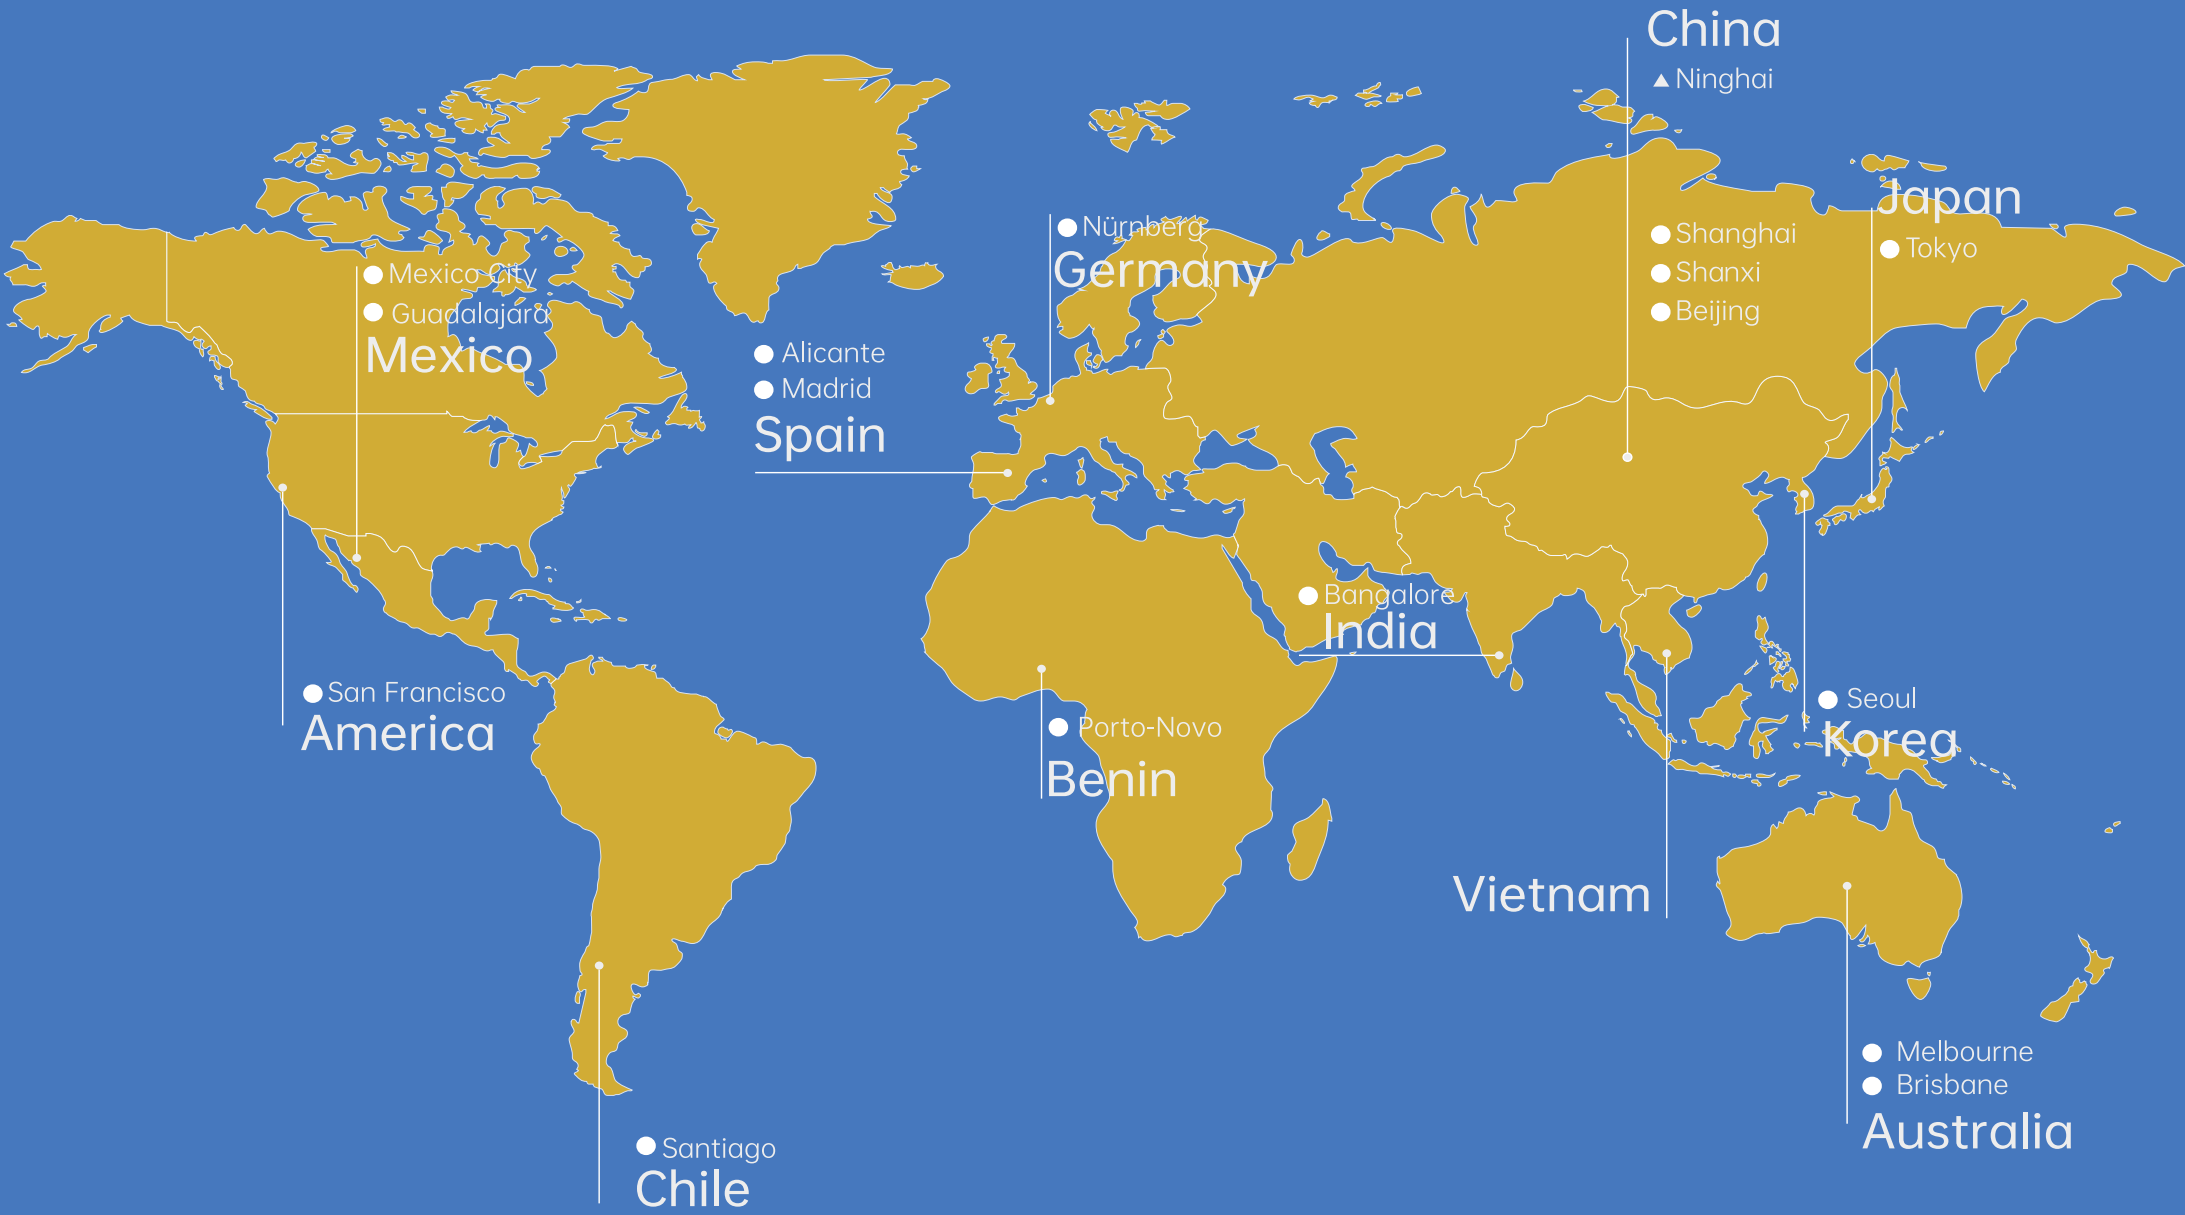 China
Ninghai
Shanghai
Shanxi
Beijing
Japan
Tokyo
Nürnberg
Germany
Mexico City
Guadalajara
Mexico
Alicante
Madrid
Spain
Bangalore
India
San Francisco
America
Porto-Novo
Benin
Seoul
Korea
Vietnam
Melbourne
Brisbane
Australia
Santiago
Chile